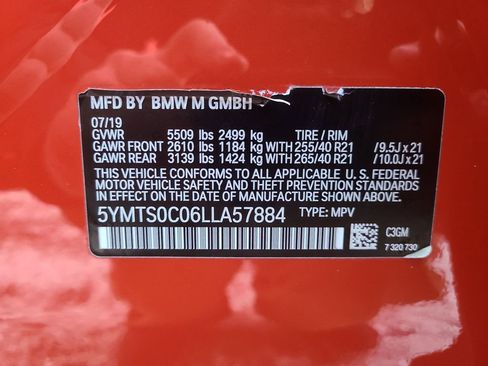 MFD BY BMW M GMBH
07/19
GVWR 5509 lbs 2499 kg TIRE / RIM
GAWR FRONT 2610 lbs 1184 kg WITH 255/40 R21 /9.5J x 21
GAWR REAR 3139 lbs 1424 kg WITH 265/40 R21 /10.0J x 21
THIS VEHICLE CONFORMS TO ALL APPLICABLE U. S. FEDERAL
MOTOR VEHICLE SAFETY, BUMPER, AND THEFT PREVENTION STANDARDS
IN EFFECT ON THE DATE OF MANUFACTURE SHOWN ABOVE.
5YMTS0C06LLA57884 TYPE: MPV
C3GM
7 320 730